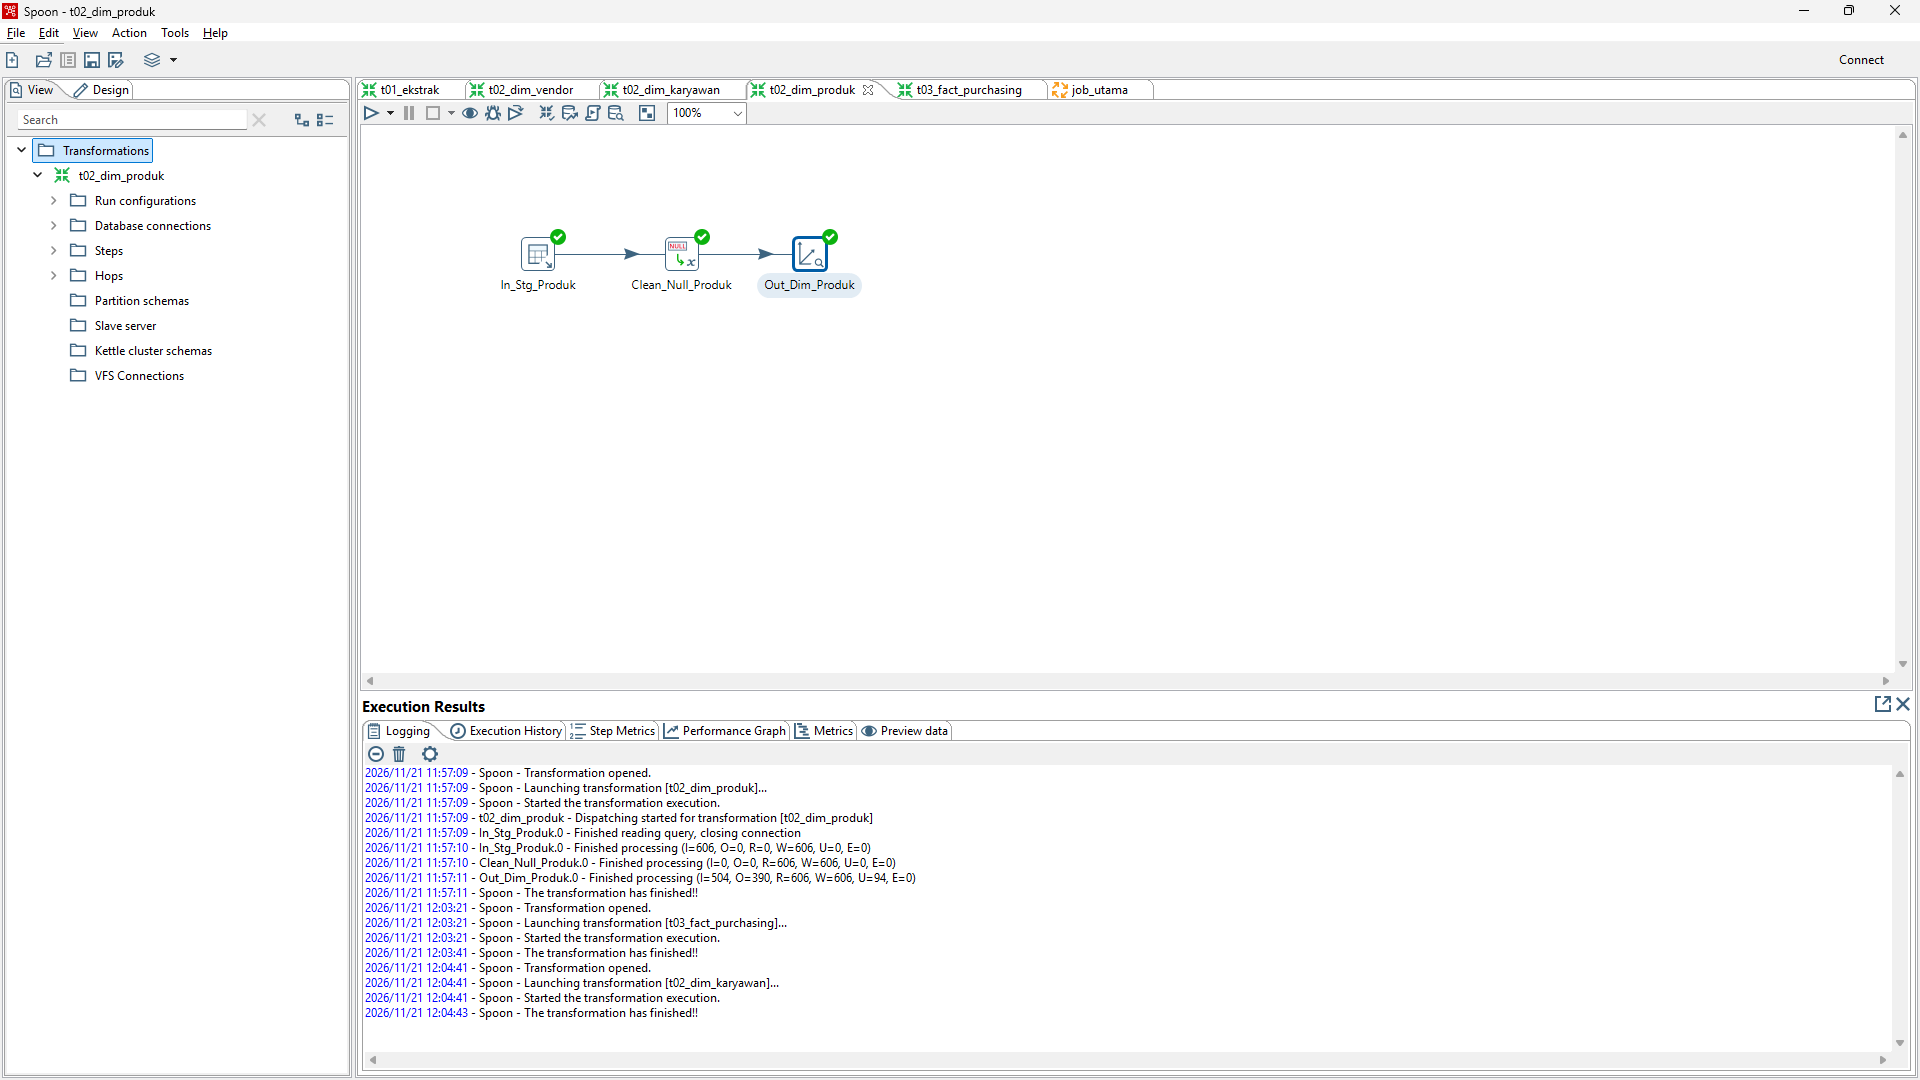 Spoon - t02_dim_produk
File Edit View Action Tools Help
Connect
View Design
Search
Transformations
t02_dim_produk
Run configurations
Database connections
Steps
Hops
Partition schemas
Slave server
Kettle cluster schemas
VFS Connections
t01_ekstrak t02_dim_vendor t02_dim_karyawan t02_dim_produk t03_fact_purchasing job_utama
100%
NULL
x
In_Stg_Produk Clean_Null_Produk Out_Dim_Produk
Execution Results
Logging Execution History Step Metrics Performance Graph Metrics Preview data
2026/11/21 11:57:09 - Spoon - Transformation opened.
2026/11/21 11:57:09 - Spoon - Launching transformation [t02_dim_produk]...
2026/11/21 11:57:09 - Spoon - Started the transformation execution.
2026/11/21 11:57:09 - t02_dim_produk - Dispatching started for transformation [t02_dim_produk]
2026/11/21 11:57:09 - In_Stg_Produk.0 - Finished reading query, closing connection
2026/11/21 11:57:10 - In_Stg_Produk.0 - Finished processing (I=606, O=0, R=0, W=606, U=0, E=0)
2026/11/21 11:57:10 - Clean_Null_Produk.0 - Finished processing (I=0, O=0, R=606, W=606, U=0, E=0)
2026/11/21 11:57:11 - Out_Dim_Produk.0 - Finished processing (I=504, O=390, R=606, W=606, U=94, E=0)
2026/11/21 11:57:11 - Spoon - The transformation has finished!!
2026/11/21 12:03:21 - Spoon - Transformation opened.
2026/11/21 12:03:21 - Spoon - Launching transformation [t03_fact_purchasing]...
2026/11/21 12:03:21 - Spoon - Started the transformation execution.
2026/11/21 12:03:41 - Spoon - The transformation has finished!!
2026/11/21 12:04:41 - Spoon - Transformation opened.
2026/11/21 12:04:41 - Spoon - Launching transformation [t02_dim_karyawan]...
2026/11/21 12:04:41 - Spoon - Started the transformation execution.
2026/11/21 12:04:43 - Spoon - The transformation has finished!!